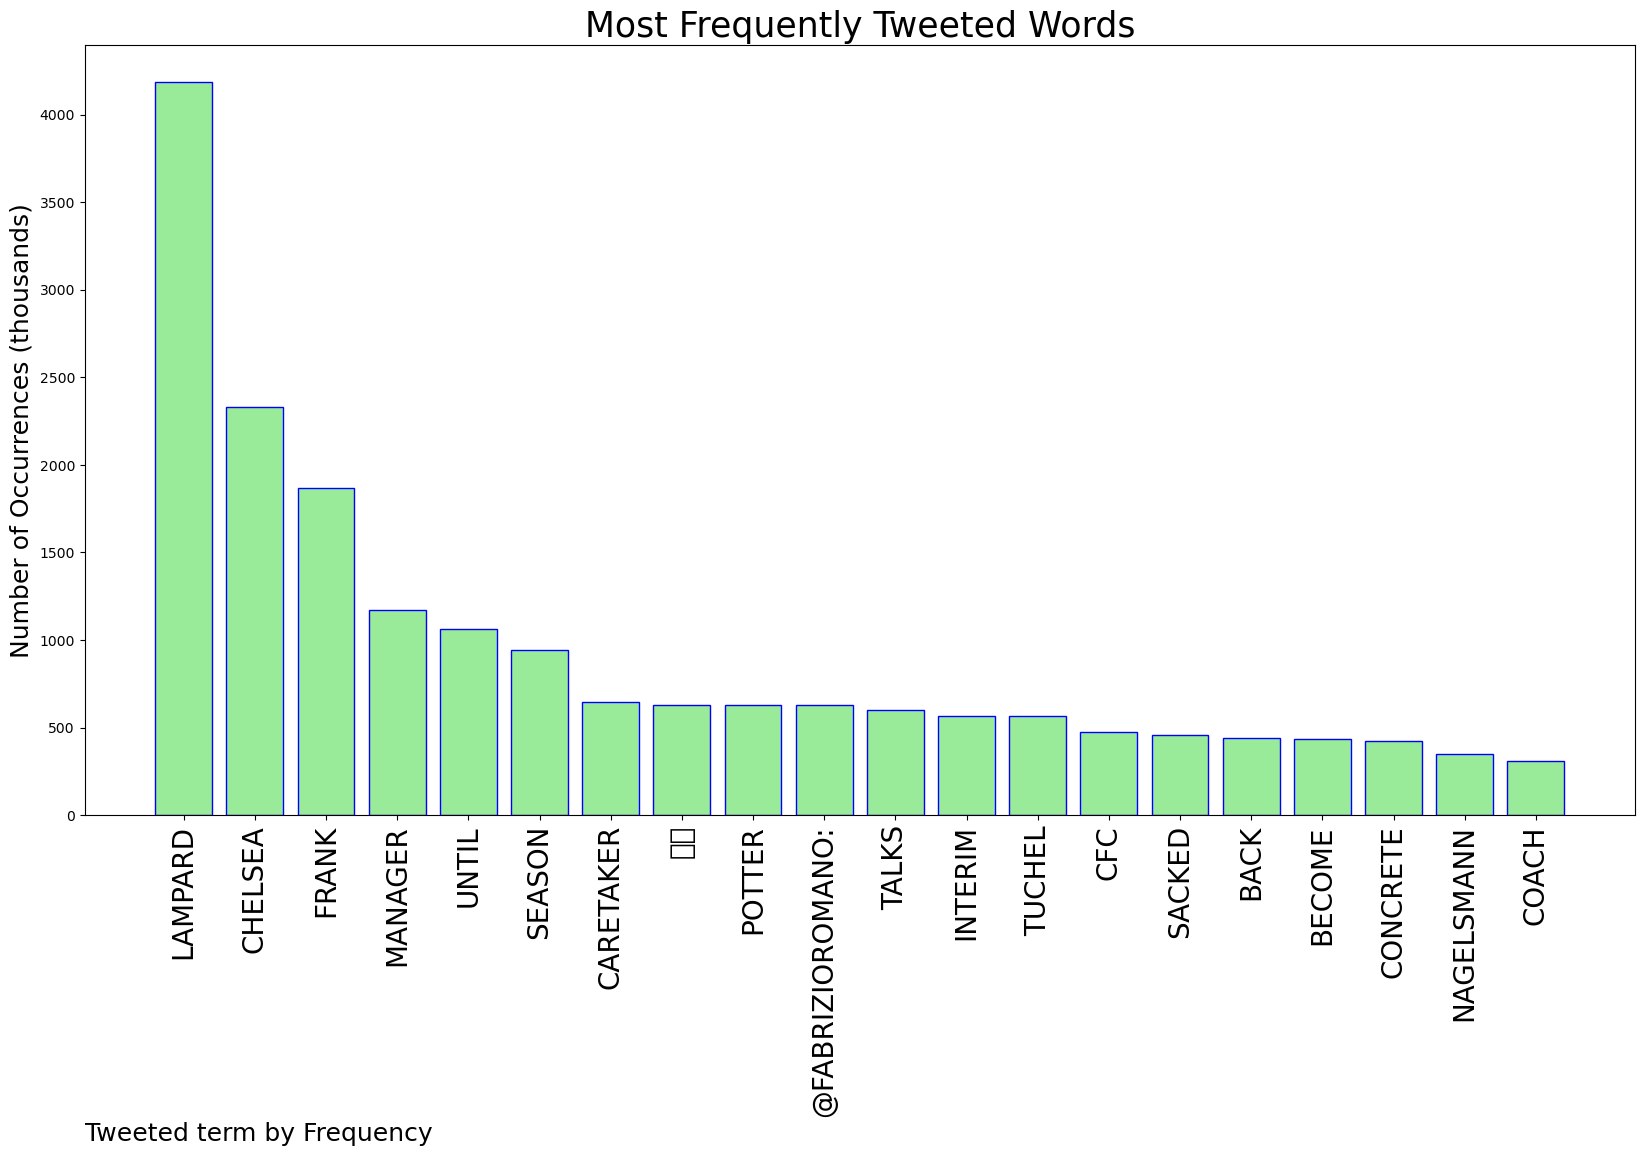 Most Frequently Tweeted Words
Number of Occurrences (thousands)
4000
3500
3000
2500
2000
1500
1000
500
0
LAMPARD
CHELSEA
FRANK
MANAGER
UNTIL
SEASON
CARETAKER
POTTER
@FABRIZIOROMANO:
TALKS
INTERIM
TUCHEL
CFC
SACKED
BACK
BECOME
CONCRETE
NAGELSMANN
COACH
Tweeted term by Frequency